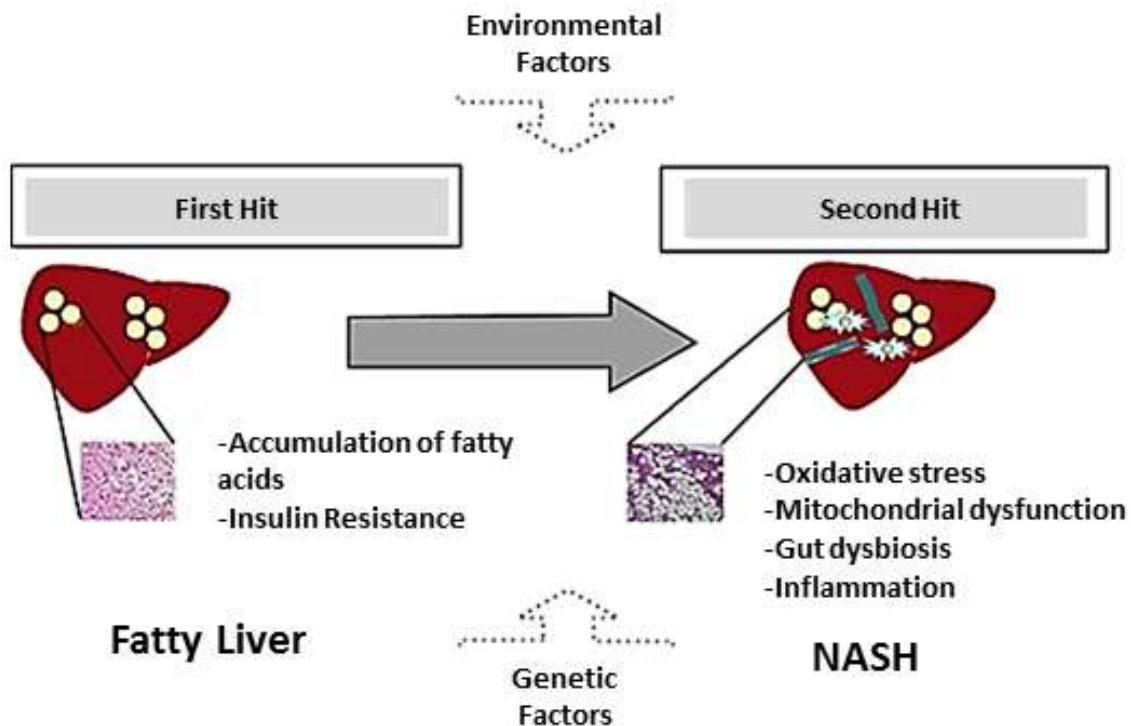 Environmental
Factors
First Hit
Second Hit
-Accumulation of fatty
acids
-Insulin Resistance
-Oxidative stress
-Mitochondrial dysfunction
-Gut dysbiosis
-Inflammation
Fatty Liver
NASH
Genetic
Factors